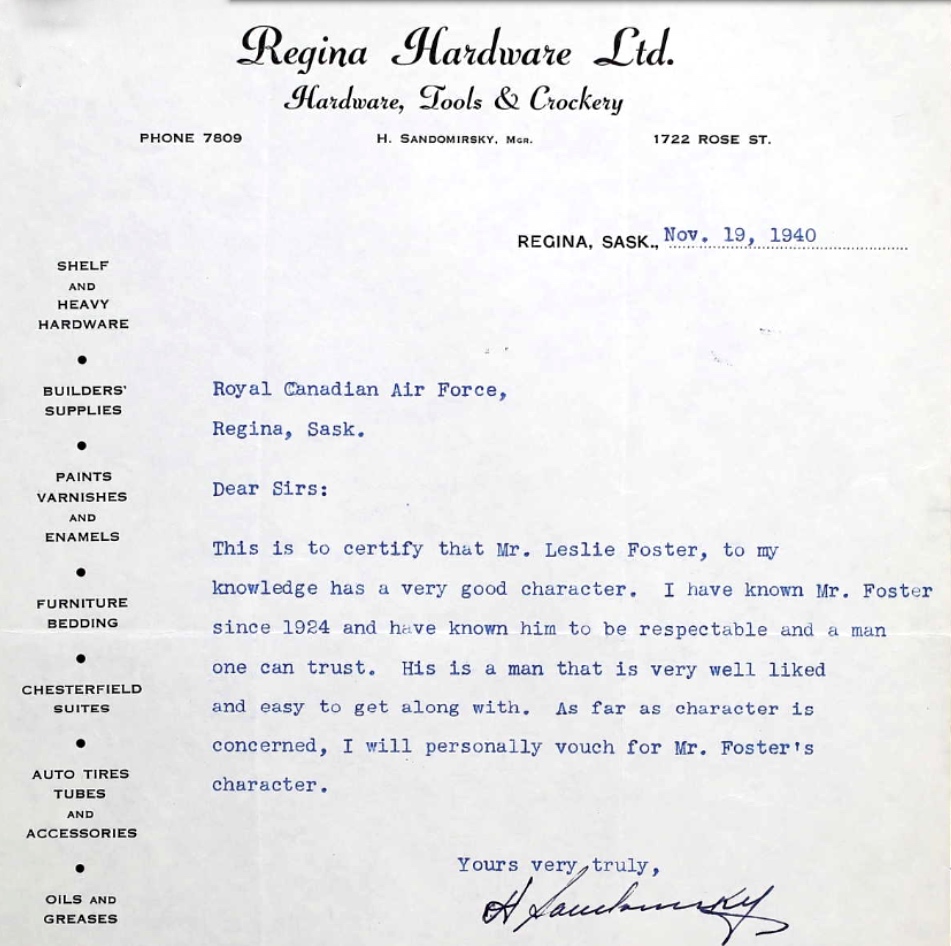 Regina Hardware Ltd.
Hardware, Tools & Crockery
PHONE 7809 H. SANDOMIRSKY, MGR. 1722 ROSE ST.
REGINA, SASK., Nov. 19, 1940
SHELF
AND
HEAVY
HARDWARE
•
BUILDERS'
SUPPLIES
•
PAINTS
VARNISHES
AND
ENAMELS
•
FURNITURE
BEDDING
•
CHESTERFIELD
SUITES
•
AUTO TIRES
TUBES
AND
ACCESSORIES
•
OILS AND
GREASES
Royal Canadian Air Force,
Regina, Sask.
Dear Sirs:
This is to certify that Mr. Leslie Foster, to my
knowledge has a very good character. I have known Mr. Foster
since 1924 and have known him to be respectable and a man
one can trust. His is a man that is very well liked
and easy to get along with. As far as character is
concerned, I will personally vouch for Mr. Foster's
character.
Yours very truly,
H Sandomirsky